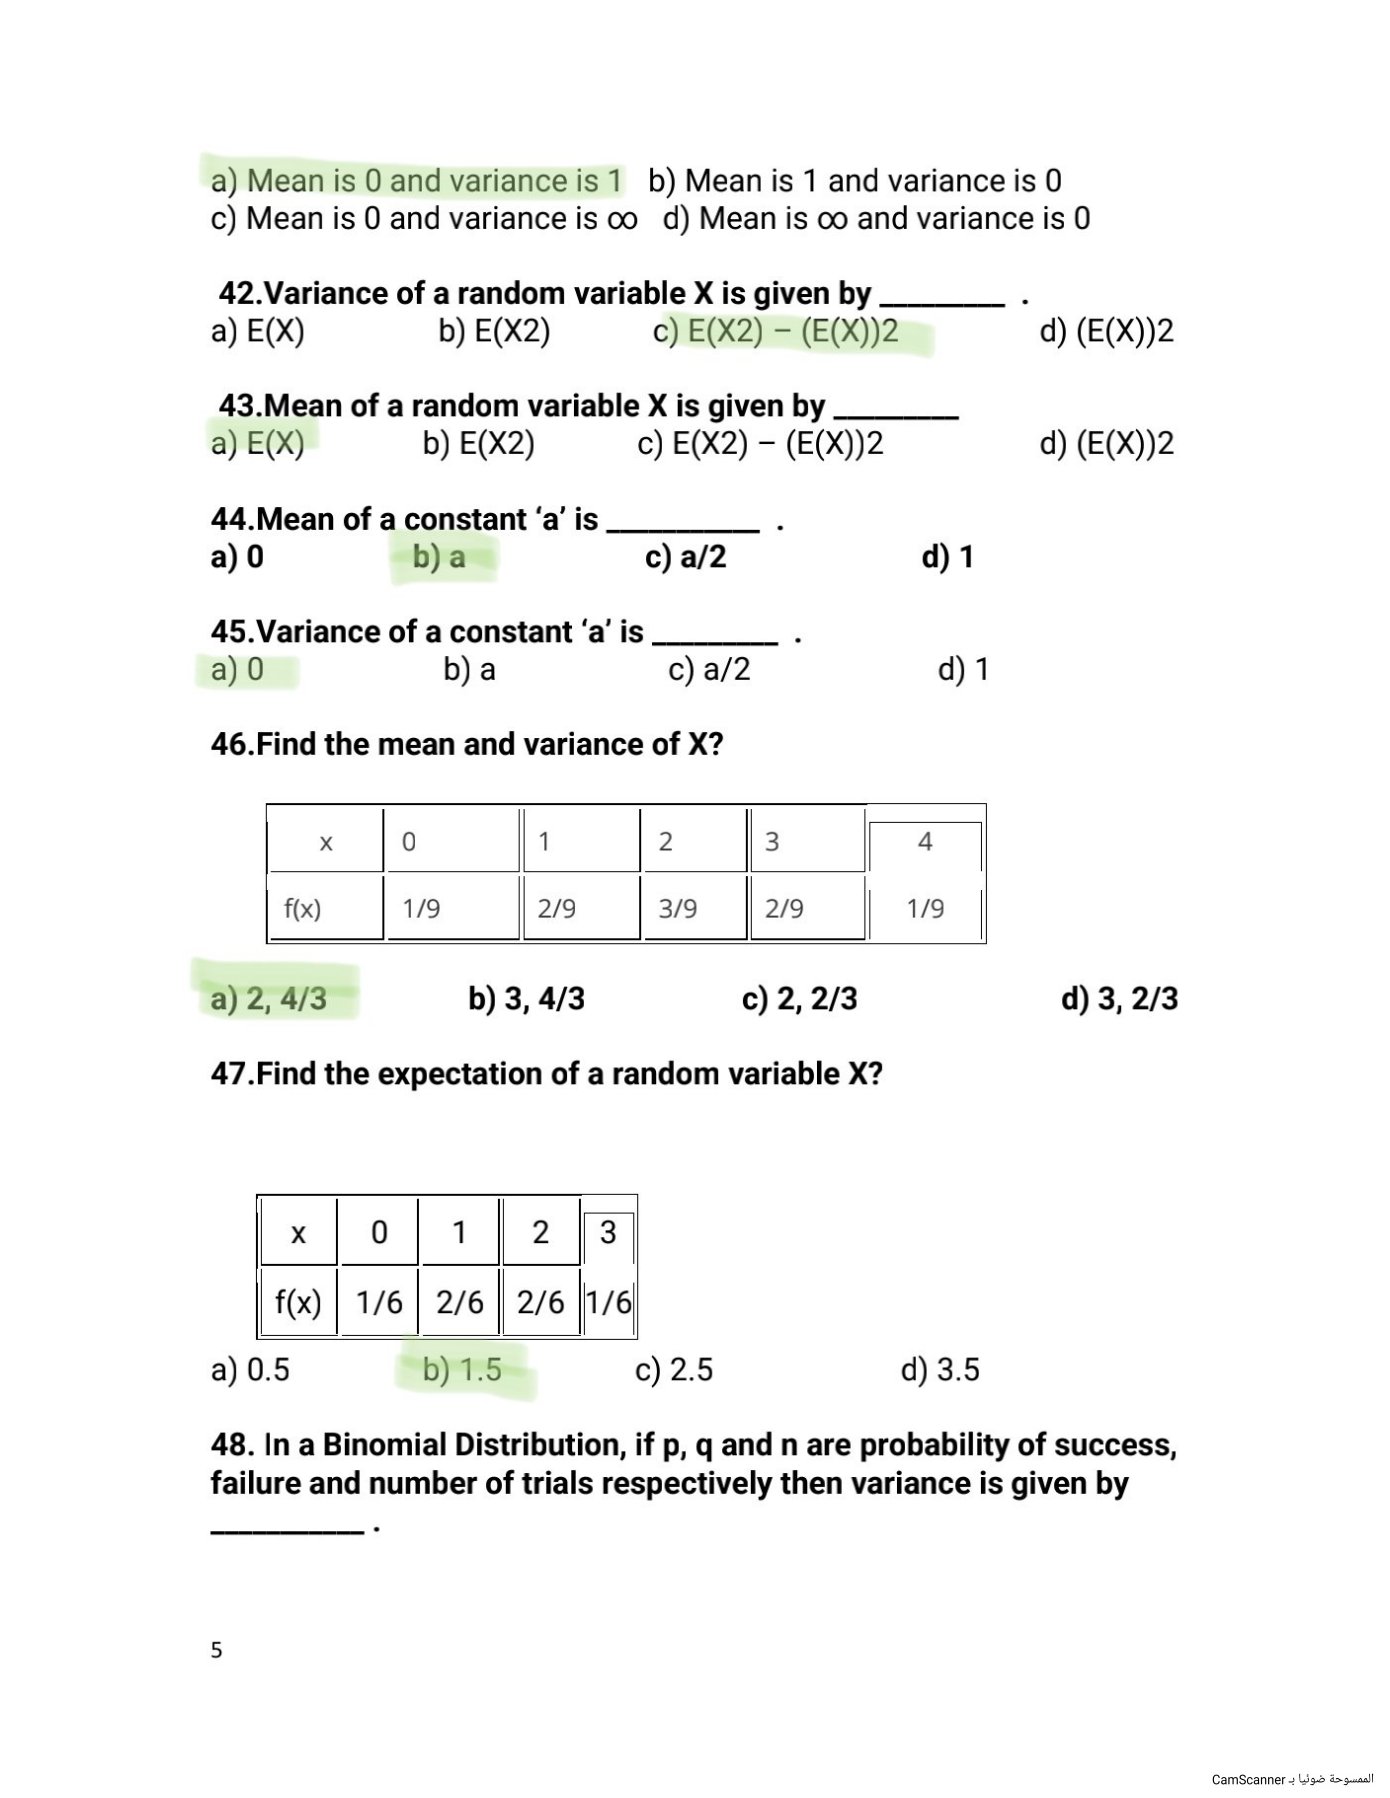 a) Mean is 0 and variance is 1 b) Mean is 1 and variance is 0
c) Mean is 0 and variance is ∞ d) Mean is ∞ and variance is 0
42.Variance of a random variable X is given by _________ .
a) E(X) b) E(X2) c) E(X2) – (E(X))2 d) (E(X))2
43.Mean of a random variable X is given by _________
a) E(X) b) E(X2) c) E(X2) – (E(X))2 d) (E(X))2
44.Mean of a constant ‘a’ is ___________ .
a) 0 b) a c) a/2 d) 1
45.Variance of a constant ‘a’ is _________ .
a) 0 b) a c) a/2 d) 1
46.Find the mean and variance of X?
x 0 1 2 3 4
f(x) 1/9 2/9 3/9 2/9 1/9
a) 2, 4/3 b) 3, 4/3 c) 2, 2/3 d) 3, 2/3
47.Find the expectation of a random variable X?
x 0 1 2 3
f(x) 1/6 2/6 2/6 1/6
a) 0.5 b) 1.5 c) 2.5 d) 3.5
48. In a Binomial Distribution, if p, q and n are probability of success,
failure and number of trials respectively then variance is given by
___________ .
5
الممسوحة ضوئيا بـ CamScanner